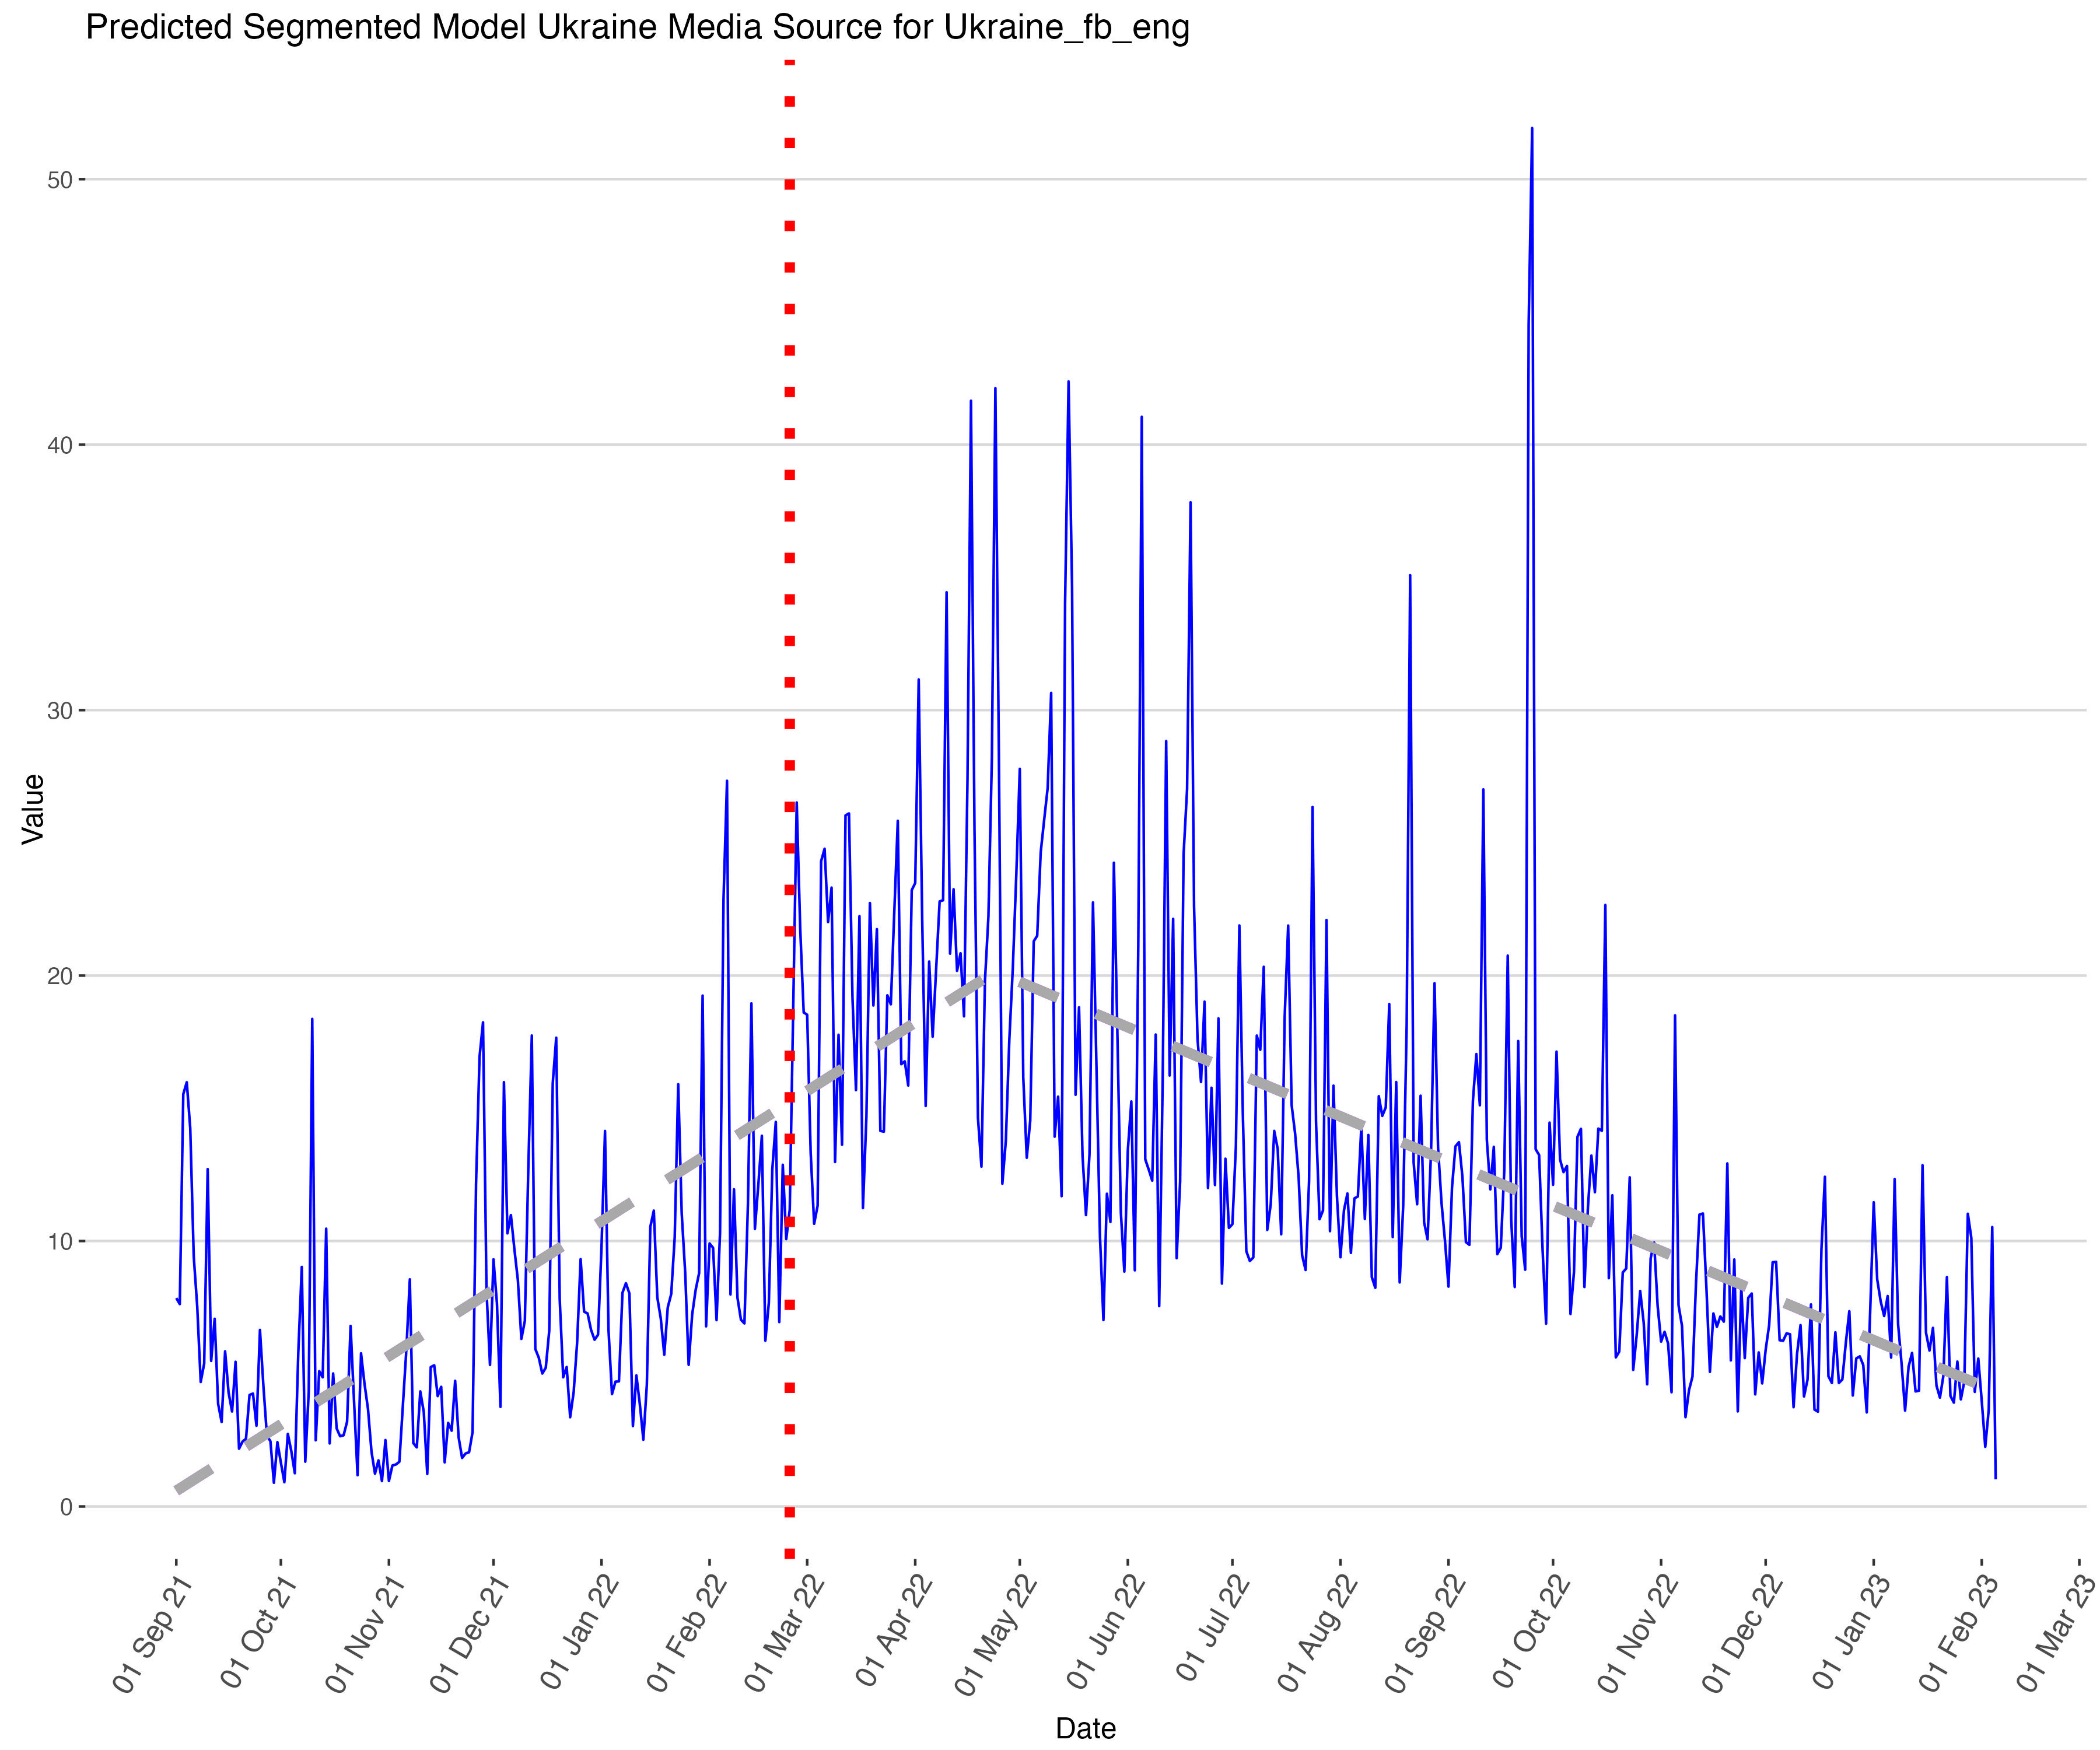 Predicted Segmented Model Ukraine Media Source for Ukraine_fb_eng
50
40
30
20
10
0
Value
01 Sep 21
01 Oct 21
01 Nov 21
01 Dec 21
01 Jan 22
01 Feb 22
01 Mar 22
01 Apr 22
01 May 22
01 Jun 22
01 Jul 22
01 Aug 22
01 Sep 22
01 Oct 22
01 Nov 22
01 Dec 22
01 Jan 23
01 Feb 23
01 Mar 23
Date